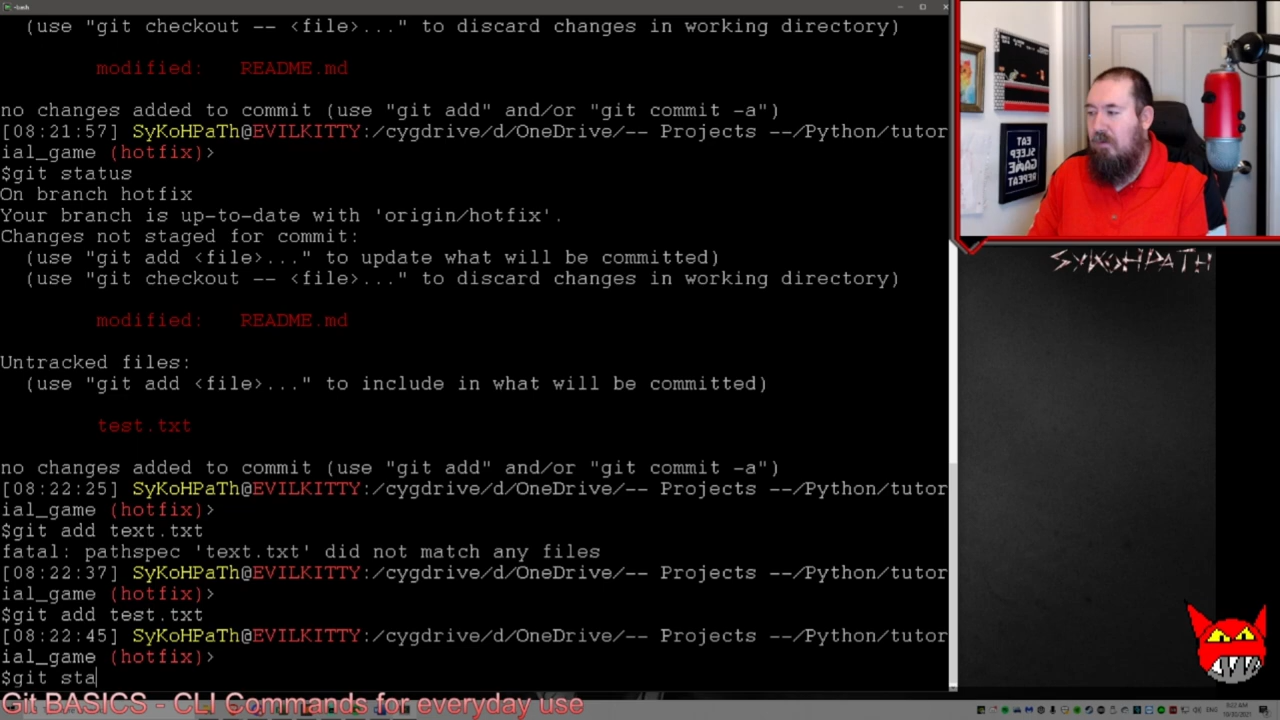 ~bash
(use "git checkout -- <file>..." to discard changes in working directory)
modified: README.md
no changes added to commit (use "git add" and/or "git commit -a")
[08:21:57] SyKoHPaTh@EVILKITTY:/cygdrive/d/OneDrive/-- Projects --/Python/tutor
ial_game (hotfix)>
$git status
On branch hotfix
Your branch is up-to-date with 'origin/hotfix'.
Changes not staged for commit:
(use "git add <file>..." to update what will be committed)
(use "git checkout -- <file>..." to discard changes in working directory)
modified: README.md
Untracked files:
(use "git add <file>..." to include in what will be committed)
test.txt
no changes added to commit (use "git add" and/or "git commit -a")
[08:22:25] SyKoHPaTh@EVILKITTY:/cygdrive/d/OneDrive/-- Projects --/Python/tutor
ial_game (hotfix)>
$git add text.txt
fatal: pathspec 'text.txt' did not match any files
[08:22:37] SyKoHPaTh@EVILKITTY:/cygdrive/d/OneDrive/-- Projects --/Python/tutor
ial_game (hotfix)>
$git add test.txt
[08:22:45] SyKoHPaTh@EVILKITTY:/cygdrive/d/OneDrive/-- Projects --/Python/tutor
ial_game (hotfix)>
$git sta
EAT
SLEEP
GAME
REPEAT
SYKOHPATH
Git BASICS - CLI Commands for everyday use
ENG
9:22 AM
10/30/2021